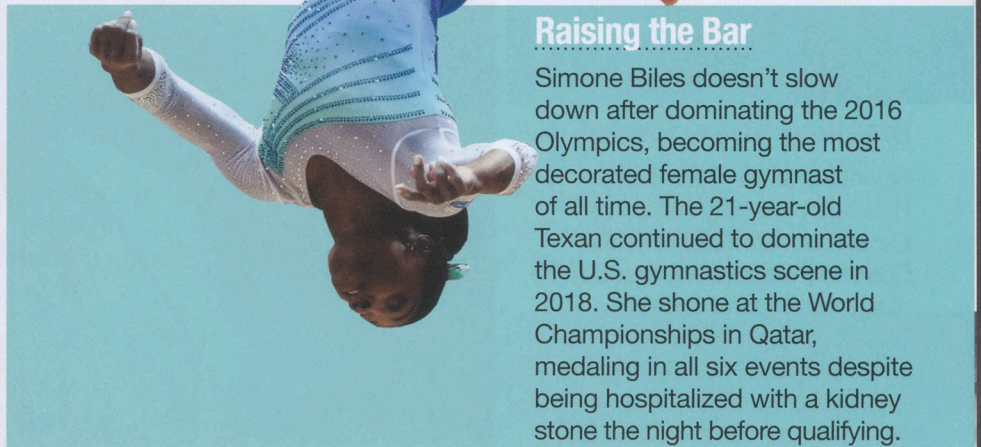 Raising the Bar
Simone Biles doesn't slow
down after dominating the 2016
Olympics, becoming the most
decorated female gymnast
of all time. The 21-year-old
Texan continued to dominate
the U.S. gymnastics scene in
2018. She shone at the World
Championships in Qatar,
medaling in all six events despite
being hospitalized with a kidney
stone the night before qualifying.